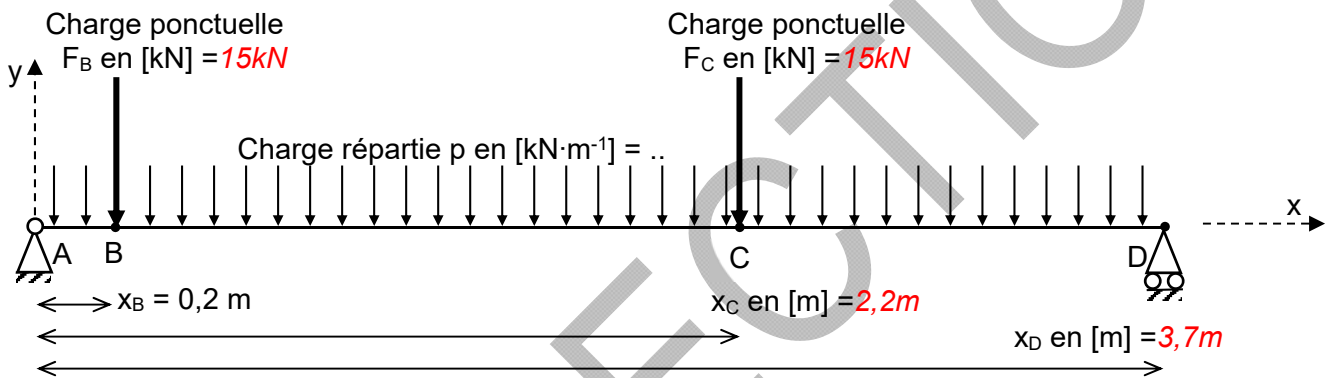 Charge ponctuelle
F_B en [kN] =15kN
Charge ponctuelle
F_C en [kN] =15kN
y
Charge répartie p en [kN·m⁻¹] = ..
x
A
B
C
D
x_B = 0,2 m
x_C en [m] =2,2m
x_D en [m] =3,7m